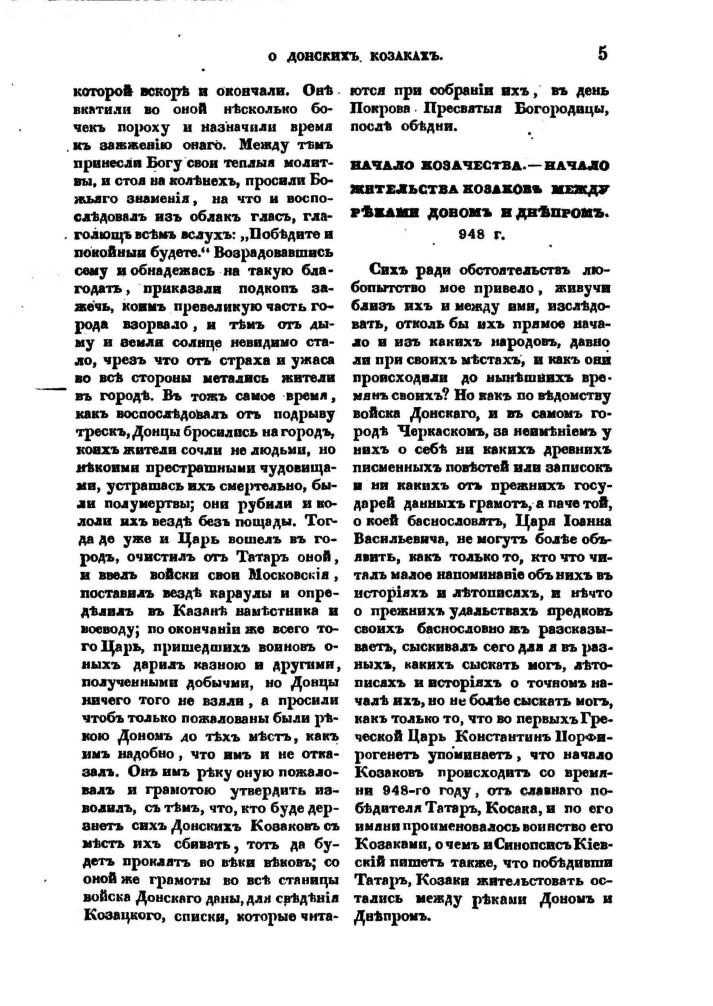 О ДОНСКИХЪ КОЗАКАХЪ.
5
которой вскорѣ и окончали. Онѣ
вкатили во оной нѣсколько бо-
чекъ пороху и назначили время
къ зажженію онаго. Между тѣмъ
принесли Богу свои теплыя молит-
вы, и стоя на колѣнехъ, просили Бо-
жьяго знаменія, на что и воспо-
слѣдовалъ изъ облакъ гласъ, гла-
голющъ всѣмъ вслухъ: „Побѣдите и
покойныи будете.“ Возрадовавшись
сему и обнадежась на такую бла-
годать, приказали подкопъ за-
жечь, коимъ превеликую часть го-
рода взорвало, и тѣмъ отъ ды-
му и земли солнце невидимо ста-
ло, чрезъ что отъ страха и ужаса
во всѣ стороны метались жители
въ городѣ. Въ тожъ самое время,
какъ воспослѣдовалъ отъ подрыву
трескъ, Донцы бросились на городъ,
коихъ жители сочли не людьми, но
нѣкоими престрашными чудовища-
ми, устрашась ихъ смертельно, бы-
ли полумертвы; они рубили и ко-
лоли ихъ вездѣ безъ пощады. Тог-
да де уже и Царь вошелъ въ го-
родъ, очистилъ отъ Татаръ оной,
и ввелъ войски свои Московскія,
поставилъ вездѣ караулы и опре-
дѣлилъ въ Казанѣ намѣстника и
воеводу; по окончаніи же всего то-
го Царь, пришедшихъ воиновъ о-
ныхъ дарилъ казною и другими,
полученными добычми, но Донцы
ничего того не взяли, а просили
чтобъ только пожалованы были рѣ-
кою Дономъ до тѣхъ мѣстъ, какъ
имъ надобно, что имъ и не отка-
залъ. Онъ имъ рѣку оную пожало-
валъ и грамотою утвердить из-
волилъ, съ тѣмъ, что, кто буде дер-
знетъ сихъ Донскихъ Козаковъ съ
мѣстъ ихъ сбивать, тотъ да бу-
детъ проклятъ во вѣки вѣковъ; со
оной же грамоты во всѣ станицы
войска Донскаго даны, для свѣденія
Козацкого, списки, которые чита-
ются при собраніи ихъ, въ день
Покрова Пресвятыя Богородицы,
послѣ обѣдни.
НАЧАЛО КОЗАЧЕСТВА.—НАЧАЛО
ЖИТЕЛЬСТВА КОЗАКОВЪ МЕЖДУ
РѢКАМИ ДОНОМЪ И ДНѢПРОМЪ.
948 г.
Сихъ ради обстоятельствъ лю-
бопытство мое привело, живучи
близъ ихъ и между ими, изслѣдо-
вать, отколь бы ихъ прямое нача-
ло и изъ какихъ народовъ, давно
ли при своихъ мѣстахъ, и какъ они
происходили до нынѣшнихъ вре-
мянъ своихъ? Но какъ по вѣдомству
войска Донскаго, и въ самомъ го-
родѣ Черкаскомъ, за неимѣніемъ у
нихъ о себѣ ни какихъ древнихъ
письменныхъ повѣстей или записокъ
и ни какихъ отъ прежнихъ госу-
дарей данныхъ грамотъ, а паче той,
о коей баснословятъ, Царя Іоанна
Васильевича, не могутъ болѣе объ-
явить, какъ только то, кто что чи-
талъ малое напоминаніе объ нихъ въ
исторіяхъ и лѣтописяхъ, и нѣчто
о прежнихъ удальствахъ предковъ
своихъ баснословно жъ разсказы-
ваетъ, сыскивалъ сего для я въ раз-
ныхъ, какихъ сыскать могъ, лѣто-
писяхъ и исторіяхъ о точномъ на-
чалѣ ихъ, но не болѣе сыскать могъ,
какъ только то, что во первыхъ Гре-
ческой Царь Константинъ Порфи-
рогенетъ упоминаетъ, что начало
Козаковъ происходитъ со время-
ни 948-го году, отъ славнаго по-
бѣдителя Татаръ, Косака, и по его
имяни проименовалось воинство его
Козаками, о чемъ и Синопсисъ Кіев-
скій пишетъ также, что побѣдивши
Татаръ, Козаки жительствовать ос-
тались между рѣками Дономъ и
Днѣпромъ.